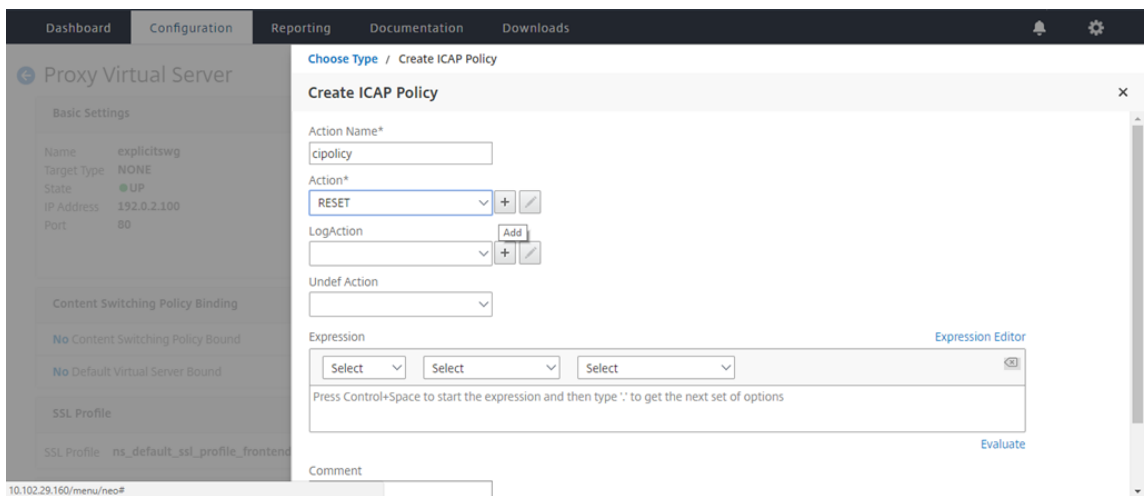 Dashboard Configuration Reporting Documentation Downloads
Proxy Virtual Server
Basic Settings
Name explicitswg
Target Type NONE
State UP
IP Address 192.0.2.100
Port 80
Content Switching Policy Binding
No Content Switching Policy Bound
No Default Virtual Server Bound
SSL Profile
SSL Profile ns_default_ssl_profile_frontend
10.102.29.160/menu/neo#
Choose Type / Create ICAP Policy
Create ICAP Policy
Action Name*
cipolicy
Action*
RESET
Add
LogAction
Undef Action
Expression Expression Editor
Select Select Select
Press Control+Space to start the expression and then type '.' to get the next set of options
Evaluate
Comment